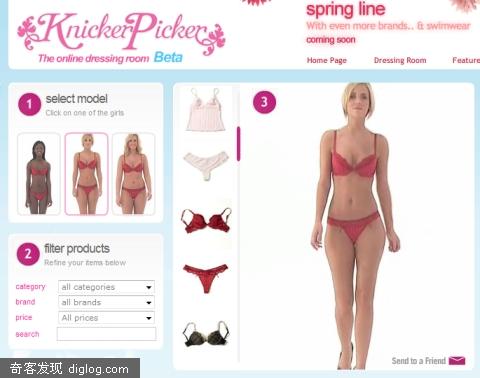 KnickerPicker
The online dressing room Beta
spring line
With even more brands.. & swimwear
coming soon
Home Page Dressing Room Feature
1 select model
Click on one of the girls
2 filter products
Refine your items below
category all categories
brand all brands
price All prices
search
3
Send to a Friend
奇客发现 diglog.com